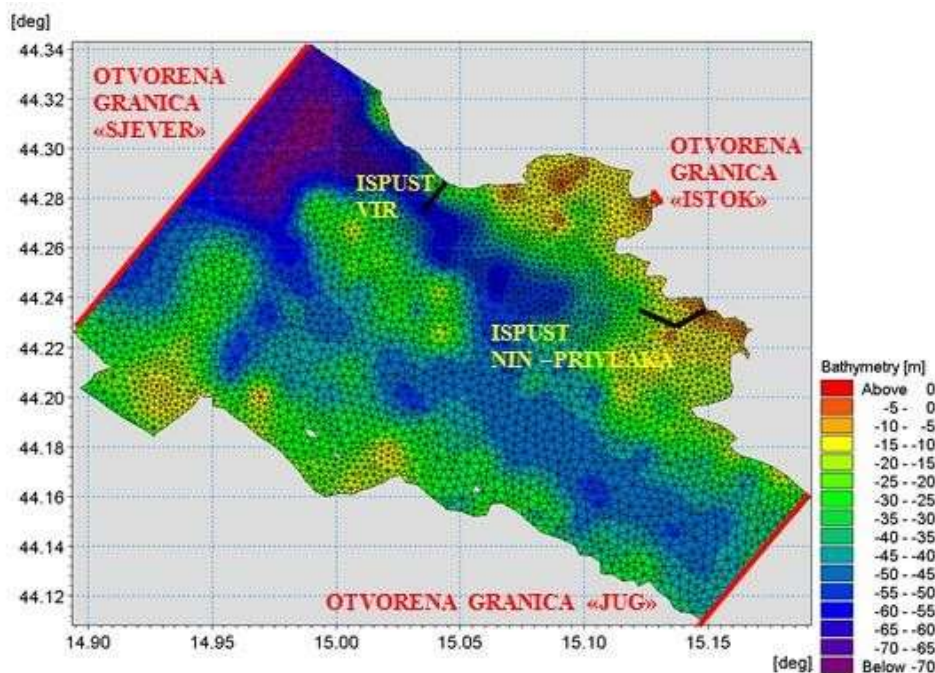 [deg]
44.34
44.32
44.30
44.28
44.26
44.24
44.22
44.20
44.18
44.16
44.14
44.12
OTVORENA
GRANICA
«SJEVER»
OTVORENA
GRANICA
«ISTOK»
ISPUST
VIR
ISPUST
NIN –PRIVLAKA
OTVORENA GRANICA «JUG»
14.90 14.95 15.00 15.05 15.10 15.15
[deg]
Bathymetry [m]
Above 0
-5 - 0
-10 - -5
-15 - -10
-20 - -15
-25 - -20
-30 - -25
-35 - -30
-40 - -35
-45 - -40
-50 - -45
-55 - -50
-60 - -55
-65 - -60
-70 - -65
Below -70